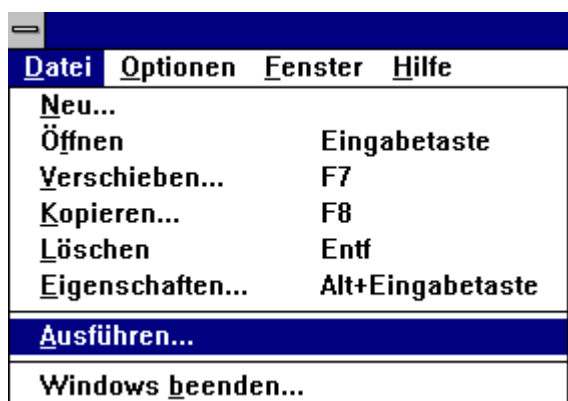 Datei Optionen Fenster Hilfe
Neu...
Öffnen Eingabetaste
Verschieben... F7
Kopieren... F8
Löschen Entf
Eigenschaften... Alt+Eingabetaste
Ausführen...
Windows beenden...